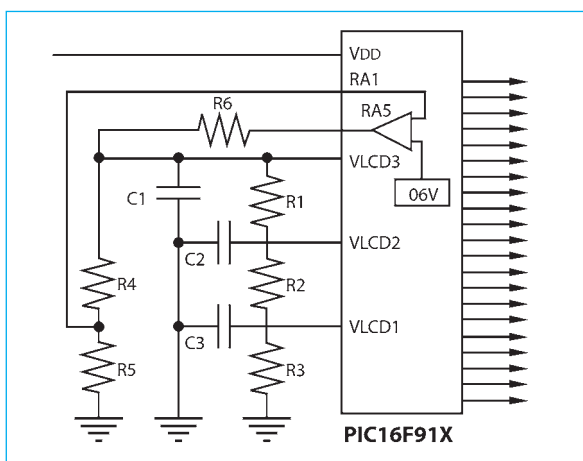 VDD
RA1
R6
RA5
VLCD3
06V
C1
R1
C2
VLCD2
R4
R2
C3
VLCD1
R5
R3
PIC16F91X